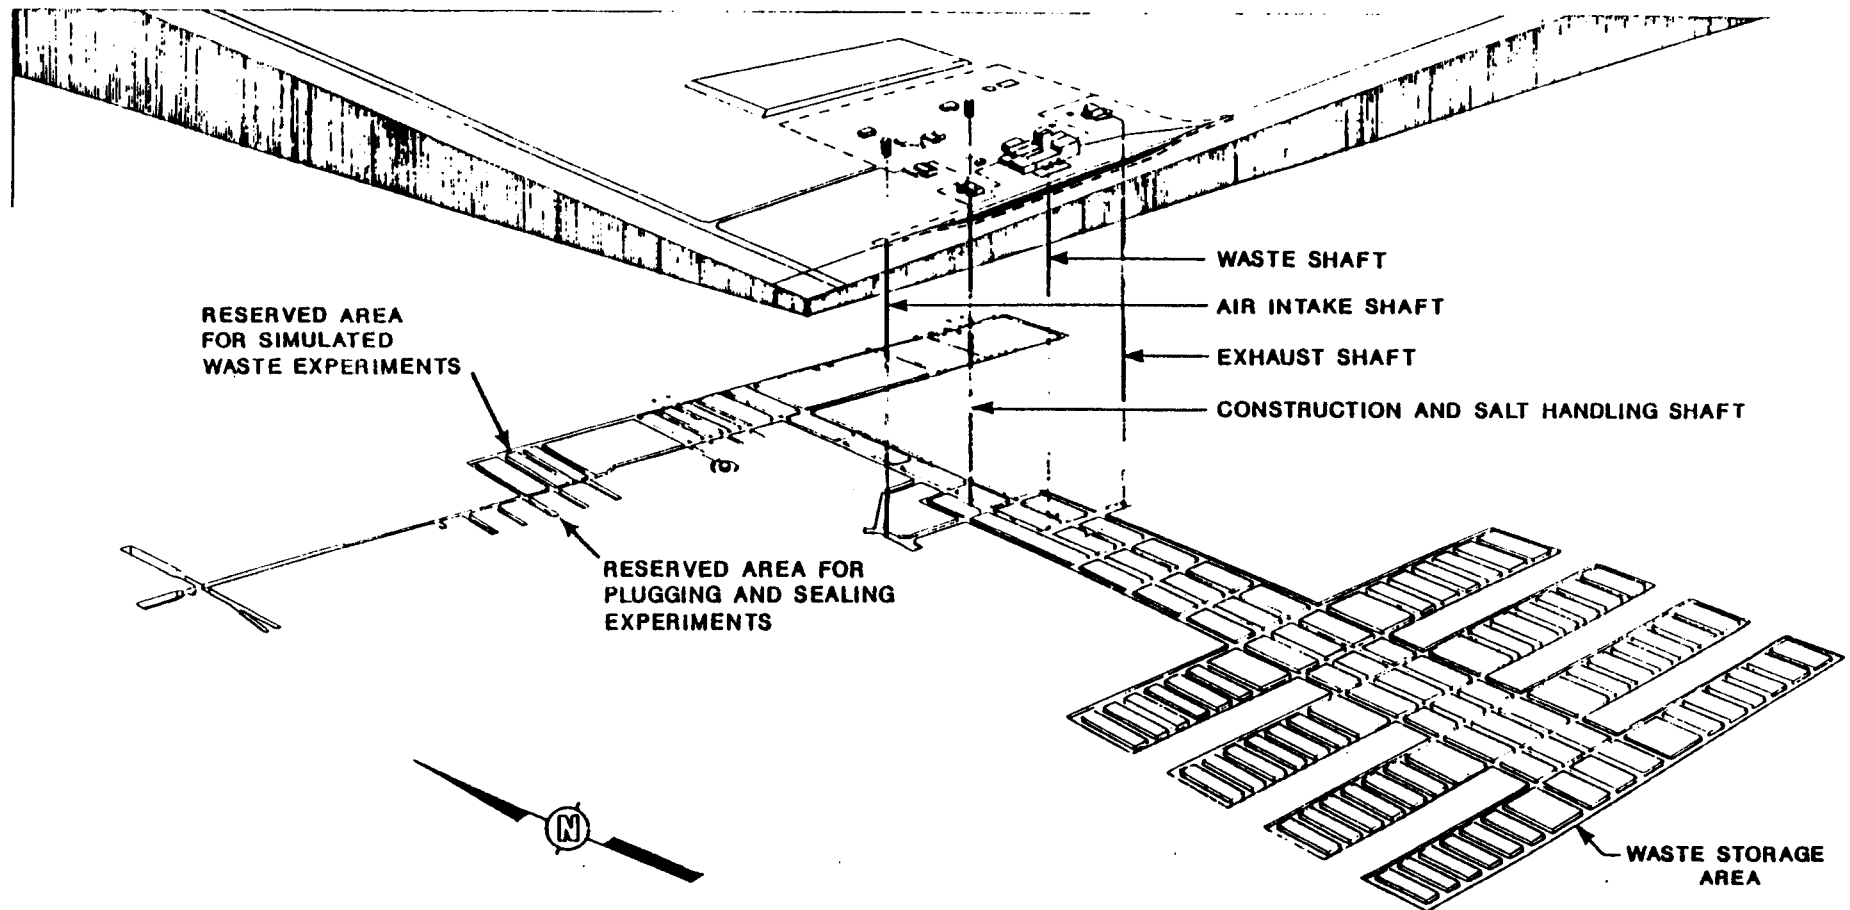 WASTE SHAFT
AIR INTAKE SHAFT
EXHAUST SHAFT
CONSTRUCTION AND SALT HANDLING SHAFT
RESERVED AREA
FOR SIMULATED
WASTE EXPERIMENTS
RESERVED AREA FOR
PLUGGING AND SEALING
EXPERIMENTS
N
WASTE STORAGE
AREA